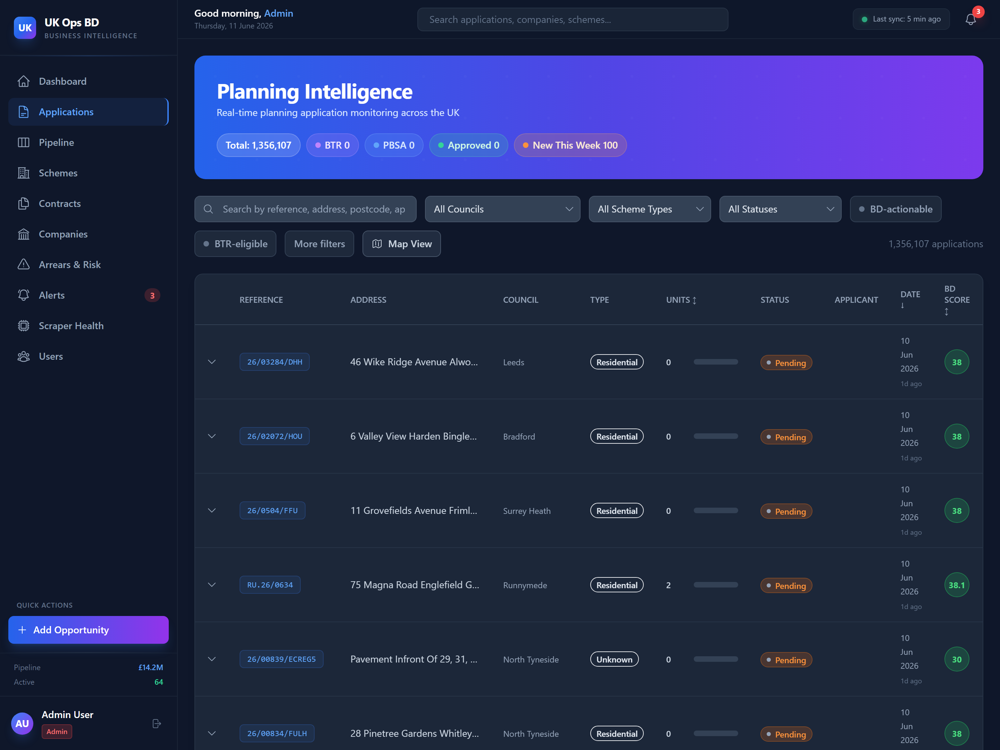 UK
UK Ops BD
BUSINESS INTELLIGENCE
Dashboard
Applications
Pipeline
Schemes
Contracts
Companies
Arrears & Risk
Alerts
3
Scraper Health
Users
QUICK ACTIONS
+ Add Opportunity
Pipeline £14.2M
Active 64
AU
Admin User
Admin
Good morning, Admin
Thursday, 11 June 2026
Search applications, companies, schemes...
Last sync: 5 min ago
3
Planning Intelligence
Real-time planning application monitoring across the UK
Total: 1,356,107
BTR 0
PBSA 0
Approved 0
New This Week 100
Search by reference, address, postcode, ap
All Councils
All Scheme Types
All Statuses
BD-actionable
BTR-eligible
More filters
Map View
1,356,107 applications
REFERENCE ADDRESS COUNCIL TYPE UNITS ↕ STATUS APPLICANT DATE ↓ BD SCORE ↕
26/03284/DHH 46 Wike Ridge Avenue Alwo... Leeds Residential 0 Pending 10 Jun 2026 1d ago 38
26/02072/HOU 6 Valley View Harden Bingle... Bradford Residential 0 Pending 10 Jun 2026 1d ago 38
26/0504/FFU 11 Grovefields Avenue Friml... Surrey Heath Residential 0 Pending 10 Jun 2026 1d ago 38
RU.26/0634 75 Magna Road Englefield G... Runnymede Residential 2 Pending 10 Jun 2026 1d ago 38.1
26/00839/ECREG5 Pavement Infront Of 29, 31, ... North Tyneside Unknown 0 Pending 10 Jun 2026 1d ago 30
26/00834/FULH 28 Pinetree Gardens Whitley... North Tyneside Residential 0 Pending 10 Jun 2026 38